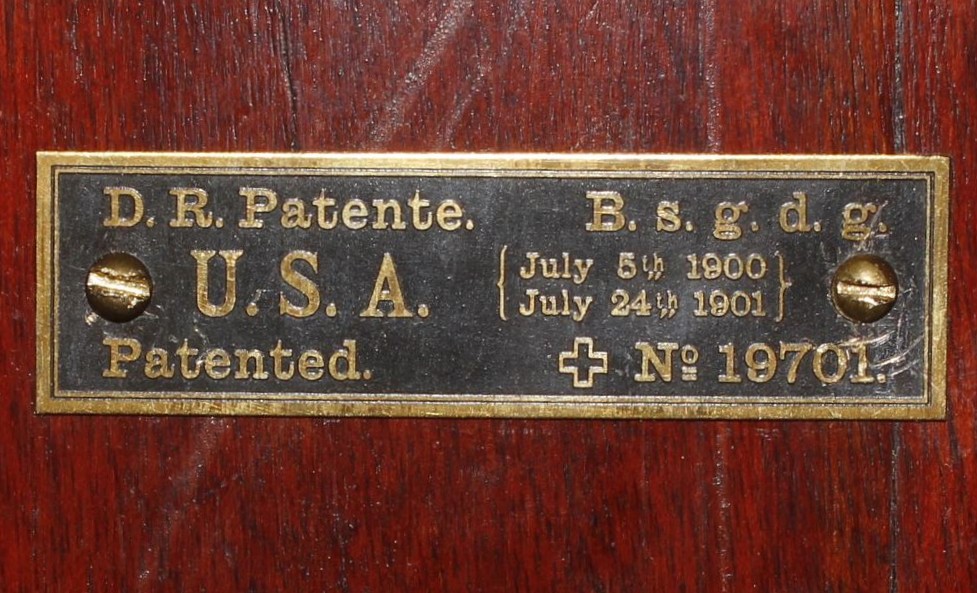 D. R. Patente. B. s. g. d. g.
U. S. A. { July 5th 1900 }
{ July 24th 1901 }
Patented. ✚ Nº 19701.